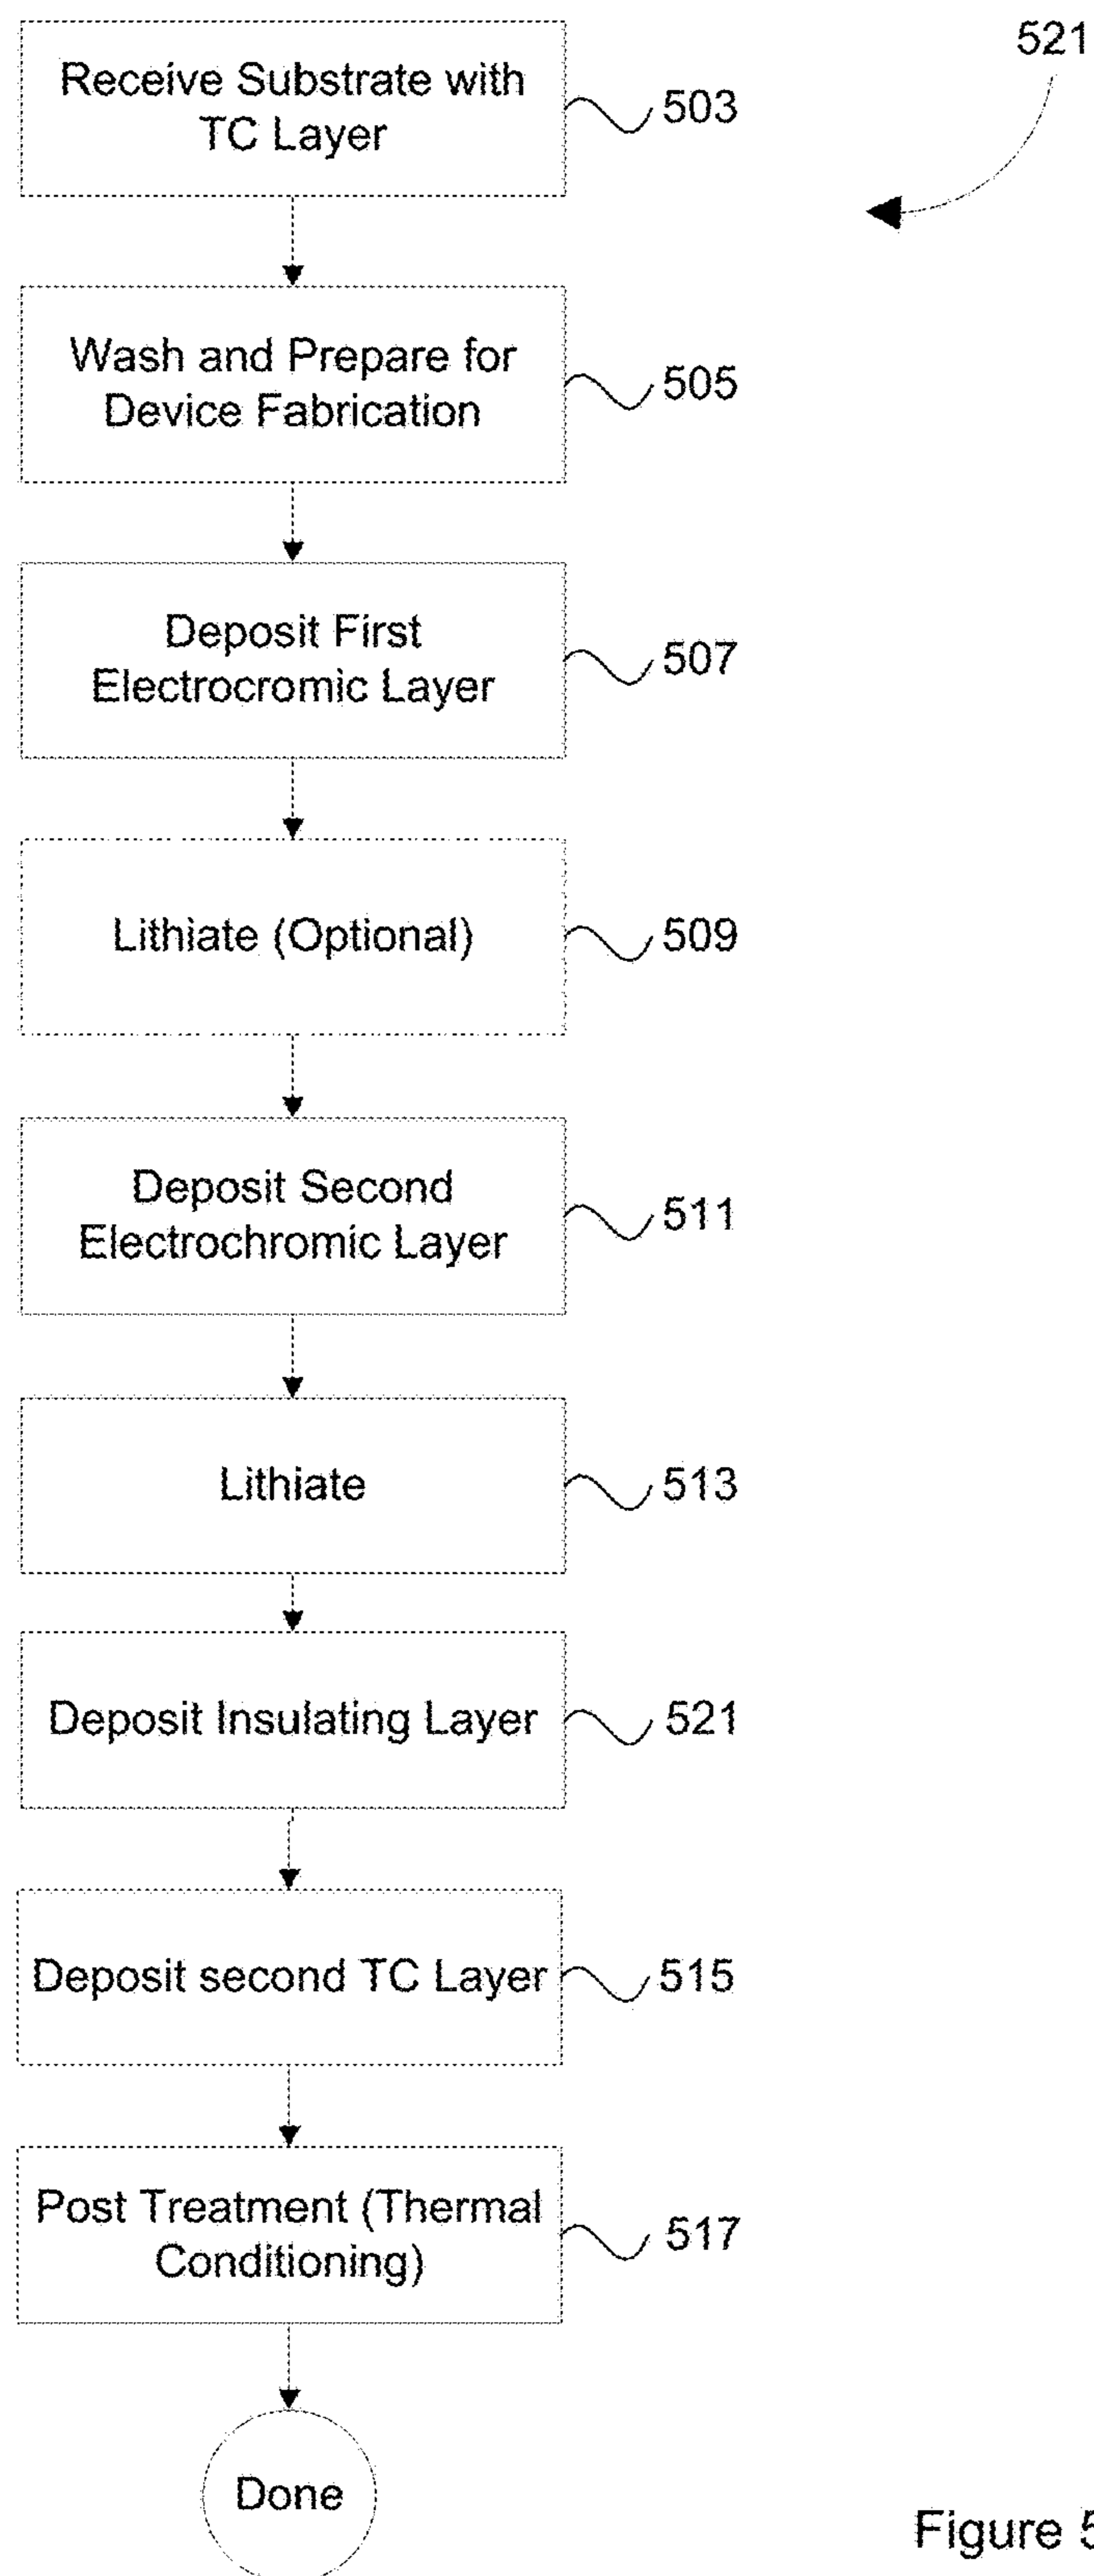 521
Receive Substrate with
TC Layer
503
Wash and Prepare for
Device Fabrication
505
Deposit First
Electrocromic Layer
507
Lithiate (Optional)
509
Deposit Second
Electrochromic Layer
511
Lithiate
513
Deposit Insulating Layer
521
Deposit second TC Layer
515
Post Treatment (Thermal
Conditioning)
517
Done
Figure 5